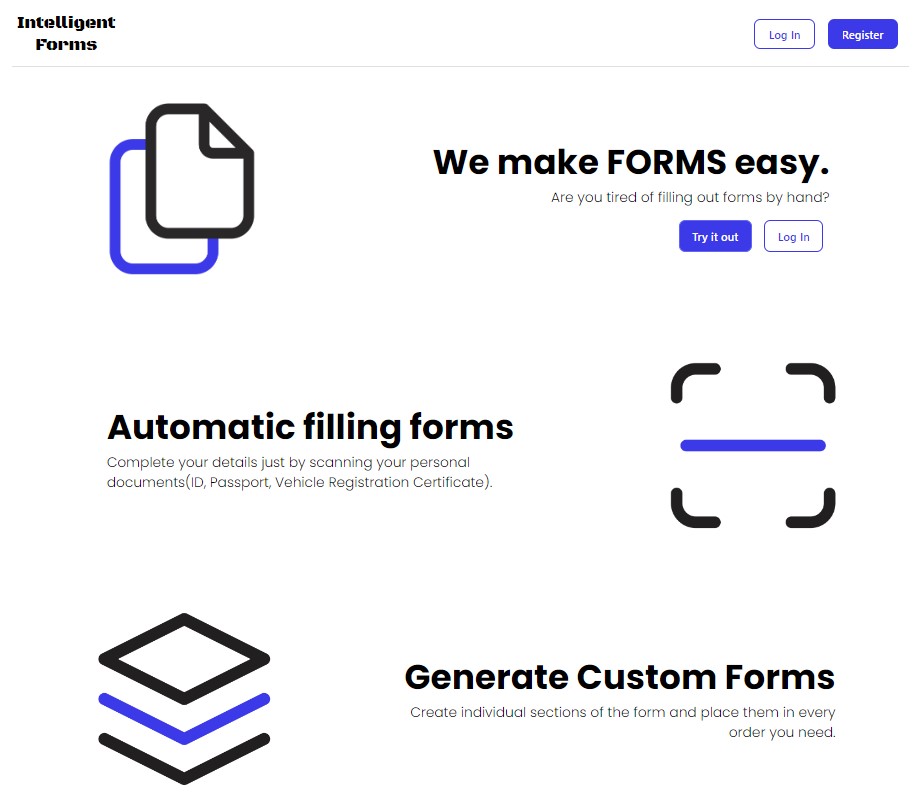 Intelligent
Forms
Log In
Register
We make FORMS easy.
Are you tired of filling out forms by hand?
Try it out
Log In
Automatic filling forms
Complete your details just by scanning your personal
documents(ID, Passport, Vehicle Registration Certificate).
Generate Custom Forms
Create individual sections of the form and place them in every
order you need.